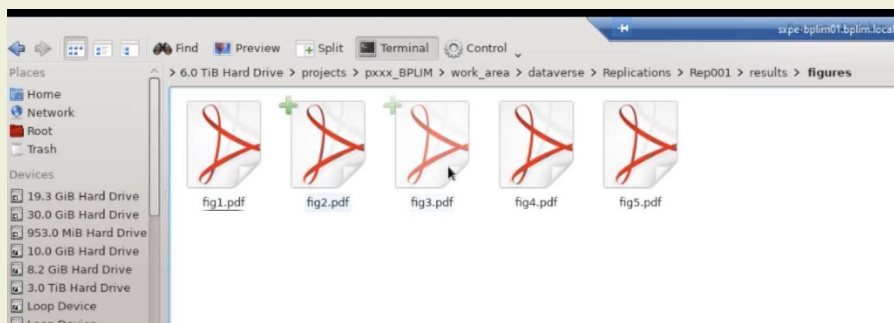 sxpe-bplim01.bplim.local
Find Preview Split Terminal Control
Places
> 6.0 TiB Hard Drive > projects > pxxx_BPLIM > work_area > dataverse > Replications > Rep001 > results > figures
Home
Network
Root
Trash
Devices
19.3 GiB Hard Drive
30.0 GiB Hard Drive
953.0 MiB Hard Drive
10.0 GiB Hard Drive
8.2 GiB Hard Drive
3.0 TiB Hard Drive
Loop Device
Loop Device
fig1.pdf fig2.pdf fig3.pdf fig4.pdf fig5.pdf